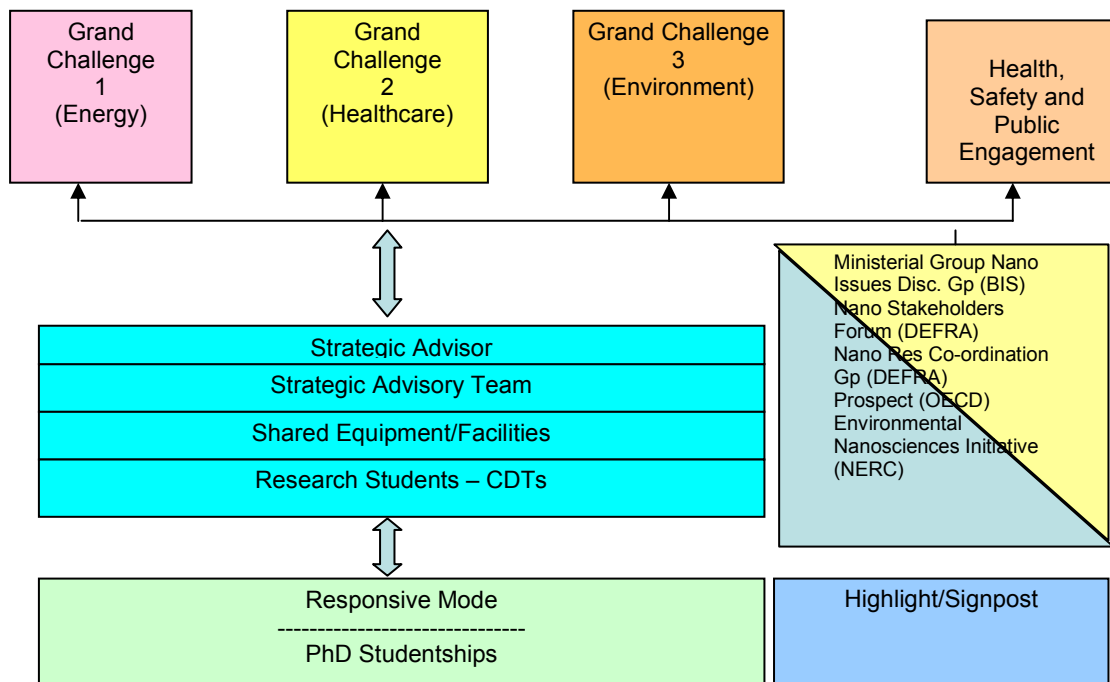 Grand
Challenge
1
(Energy)
Grand
Challenge
2
(Healthcare)
Grand Challenge
3
(Environment)
Health,
Safety and
Public
Engagement
Ministerial Group Nano
Issues Disc. Gp (BIS)
Nano Stakeholders
Forum (DEFRA)
Nano Res Co-ordination
Gp (DEFRA)
Prospect (OECD)
Environmental
Nanosciences Initiative
(NERC)
Strategic Advisor
Strategic Advisory Team
Shared Equipment/Facilities
Research Students – CDTs
Responsive Mode
------------------------------
PhD Studentships
Highlight/Signpost